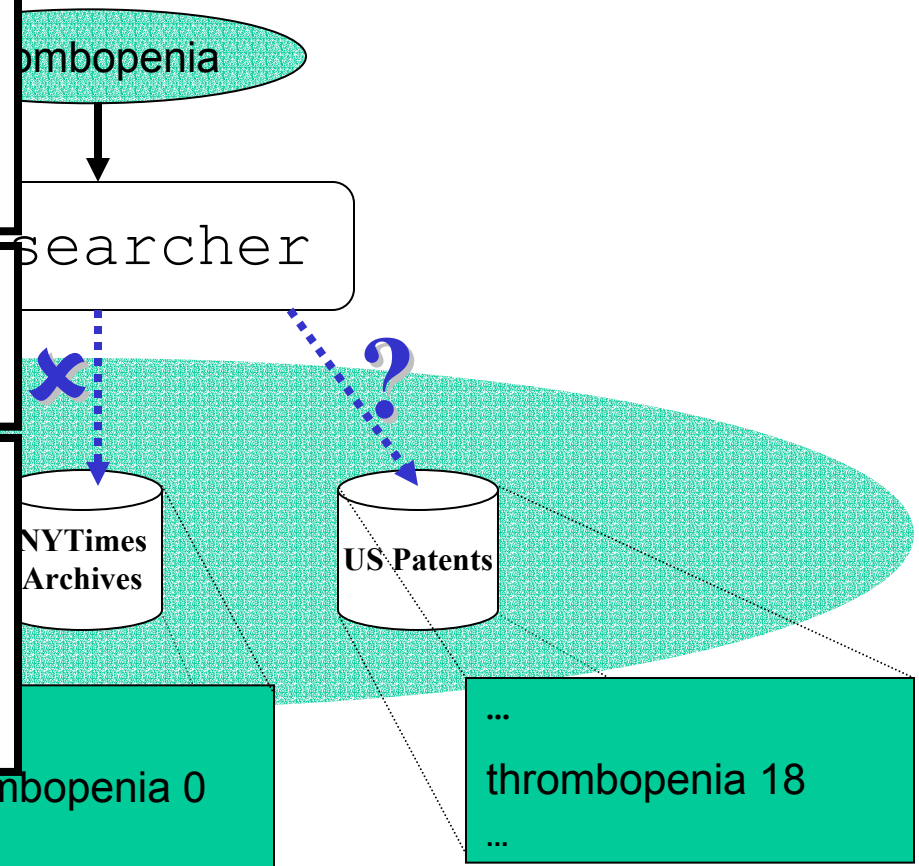 ombopenia
searcher
?
NYTimes
Archives
US Patents
mbopenia 0
...
thrombopenia 18
...